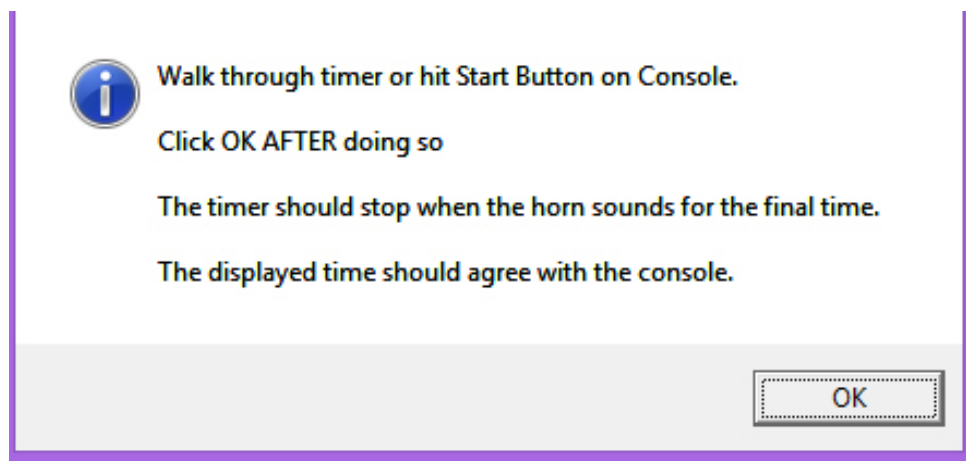 Walk through timer or hit Start Button on Console.
Click OK AFTER doing so
The timer should stop when the horn sounds for the final time.
The displayed time should agree with the console.
OK